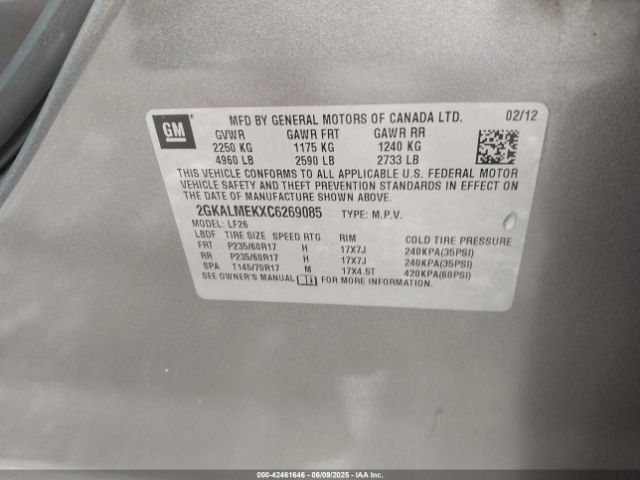 GM
MFD BY GENERAL MOTORS OF CANADA LTD. 02/12
GVWR GAWR FRT GAWR RR
2250 KG 1175 KG 1240 KG
4960 LB 2590 LB 2733 LB
THIS VEHICLE CONFORMS TO ALL APPLICABLE U.S. FEDERAL MOTOR
VEHICLE SAFETY AND THEFT PREVENTION STANDARDS IN EFFECT ON
THE DATE OF MANUFACTURE SHOWN ABOVE.
2GKALMEKXC6269085 TYPE: M.P.V.
MODEL: LF26
LBDF TIRE SIZE SPEED RTG RIM COLD TIRE PRESSURE
FRT P235/60R17 H 17X7J 240KPA(35PSI)
RR P235/60R17 H 17X7J 240KPA(35PSI)
SPA T145/70R17 M 17X4.5T 420KPA(60PSI)
SEE OWNER'S MANUAL FOR MORE INFORMATION.
000-42461646 - 06/09/2025 - IAAI.COM